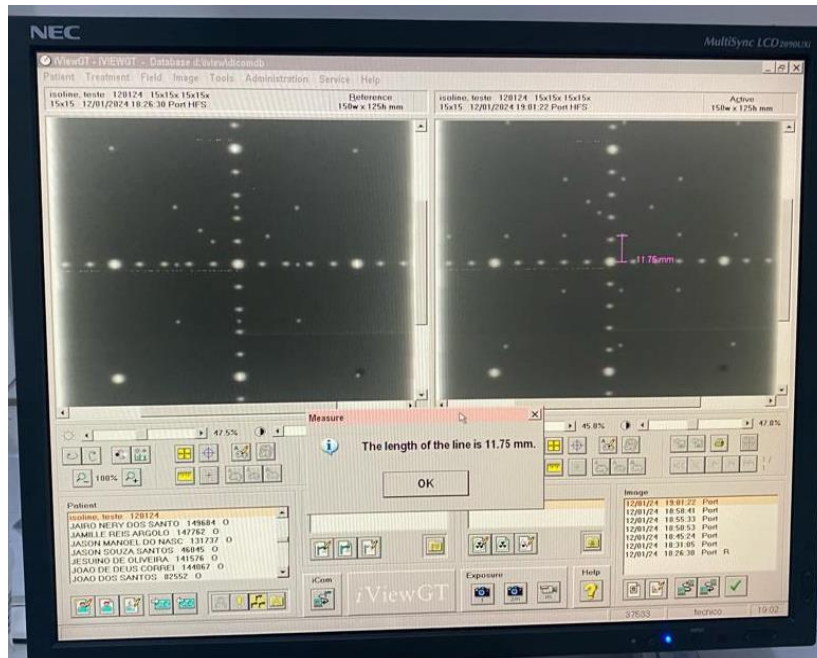 NEC
MultiSync LCD 2090UXi
iViewGT - iVIEWGT - Database d:\iview\dicomdb
Patient Treatment Field Image Tools Administration Service Help
isoline, teste 120124 15x15x 15x15x
15x15 12/01/2024 18:26:30 Port HFS
Reference
150w x 125h mm
isoline, teste 120124 15x15x 15x15x
15x15 12/01/2024 19:01:22 Port HFS
Active
150w x 125h mm
11.75 mm
Measure
The length of the line is 11.75 mm.
OK
47.5%
45.0%
47.0%
100%
Patient
isoline, teste 120124
JAIRO NERY DOS SANTO 149684 O
JAMILLE REIS ARGOLO 147762 O
JASON MANOEL DO NASC 131737 O
JASON SOUZA SANTOS 46045 O
JESUINO DE OLIVEIRA 141576 O
JOAO DE DEUS CORREI 144067 O
JOAO DOS SANTOS 82552 O
Image
12/01/24 19:01:22 Port
12/01/24 18:58:41 Port
12/01/24 18:55:33 Port
12/01/24 18:50:53 Port
12/01/24 18:45:24 Port
12/01/24 18:31:05 Port
12/01/24 18:26:30 Port R
iCom
iViewGT
Exposure
Help
37533
tecnico
19:02